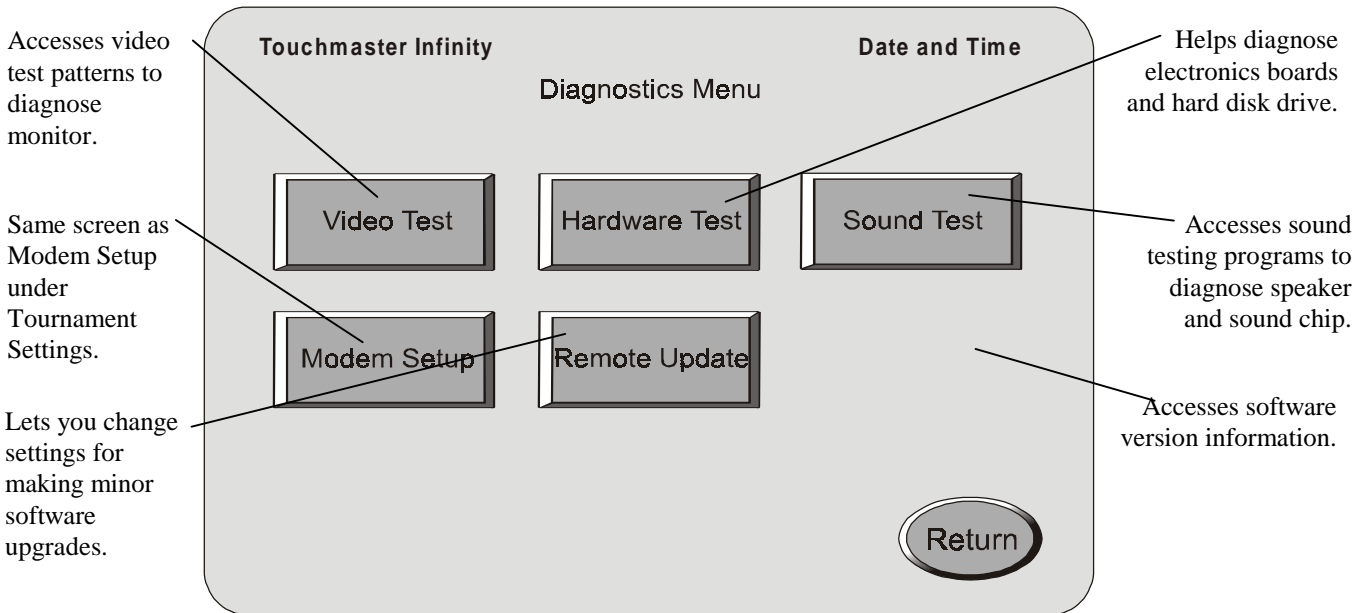 Accesses video
test patterns to
diagnose
monitor.
Same screen as
Modem Setup
under
Tournament
Settings.
Lets you change
settings for
making minor
software
upgrades.
Touchmaster Infinity
Date and Time
Diagnostics Menu
Video Test
Hardware Test
Sound Test
Modem Setup
Remote Update
Return
Helps diagnose
electronics boards
and hard disk drive.
Accesses sound
testing programs to
diagnose speaker
and sound chip.
Accesses software
version information.